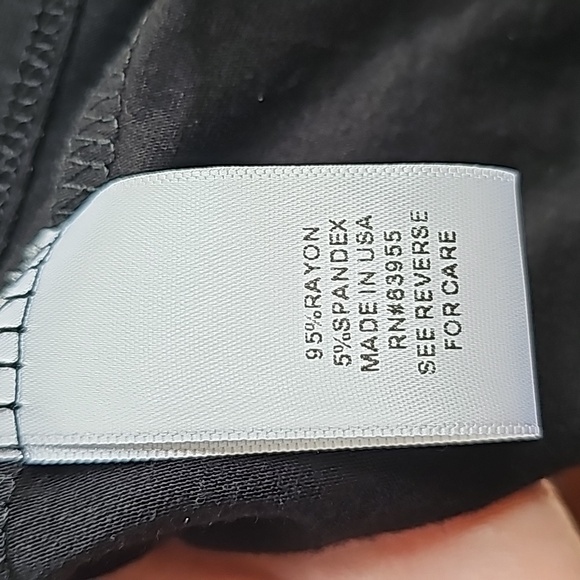 95%RAYON
5%SPANDEX
MADE IN USA
RN#63955
SEE REVERSE
FOR CARE